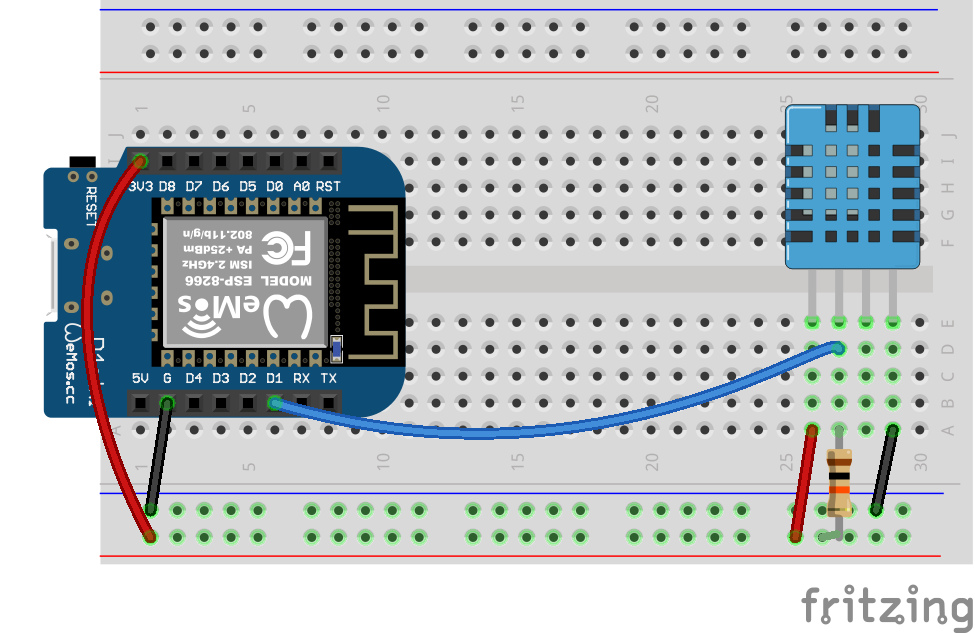 1 5 10 15 20 25 30
J J
I I
H
G
F
3V3 D8 D7 D6 D5 D0 A0 RST
RESET
802.11b/g/n
PA +25dBm
ISM 2.4GHz
FC
MODEL ESP-8266
WeMos
WeMos.cc
D1
5V G D4 D3 D2 D1 RX TX
E
D
C
B
A A
1 5 10 15 20 25 30
fritzing